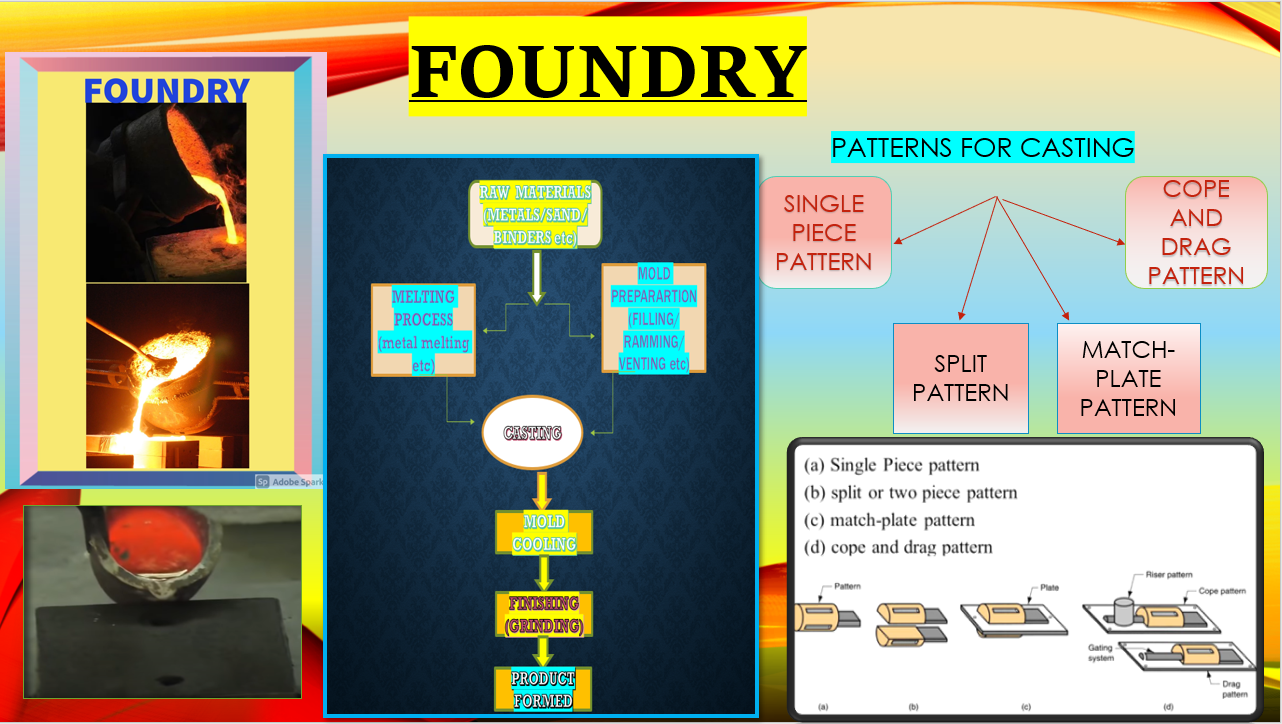 FOUNDRY
FOUNDRY
Sp Adobe Spark
RAW MATERIALS
(METALS/SAND/
BINDERS etc)
MELTING
PROCESS
(metal melting
etc)
MOLD
PREPARARTION
(FILLING/
RAMMING/
VENTING etc)
CASTING
MOLD
COOLING
FINISHING
(GRINDING)
PRODUCT
FORMED
PATTERNS FOR CASTING
SINGLE
PIECE
PATTERN
COPE
AND
DRAG
PATTERN
SPLIT
PATTERN
MATCH-
PLATE
PATTERN
(a) Single Piece pattern
(b) split or two piece pattern
(c) match-plate pattern
(d) cope and drag pattern
Pattern
Plate
Riser pattern
Cope pattern
Gating
system
Drag
pattern
(a)
(b)
(c)
(d)